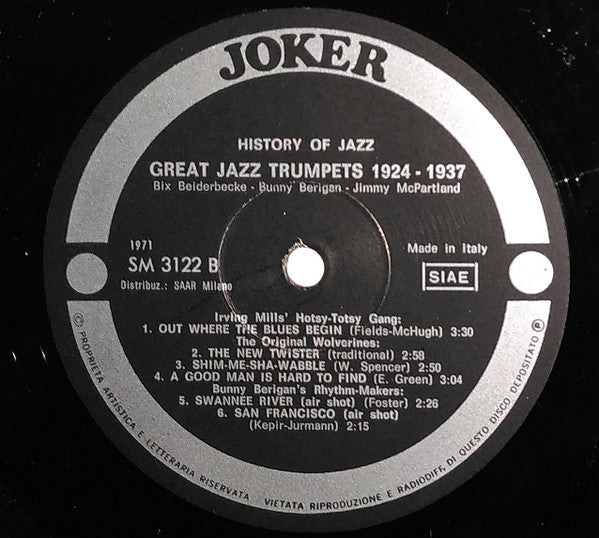 JOKER
HISTORY OF JAZZ
GREAT JAZZ TRUMPETS 1924 - 1937
Bix Beiderbecke - Bunny Berigan - Jimmy McPartland
1971
SM 3122 B
Distribuz.: SAAR Milano
Made in Italy
SIAE
Irving Mills' Hotsy-Totsy Gang:
1. OUT WHERE THE BLUES BEGIN (Fields-McHugh) 3:30
The Original Wolverines:
2. THE NEW TWISTER (traditional) 2:58
3. SHIM-ME-SHA-WABBLE (W. Spencer) 2:50
4. A GOOD MAN IS HARD TO FIND (E. Green) 3:04
Bunny Berigan's Rhythm-Makers:
5. SWANNEE RIVER (air shot) (Foster) 2:26
6. SAN FRANCISCO (air shot)
(Kepir-Jurmann) 2:15
© PROPRIETA ARTISTICA E LETTERARIA RISERVATA - VIETATA RIPRODUZIONE E RADIODIFF. DI QUESTO DISCO DEPOSITATO ℗